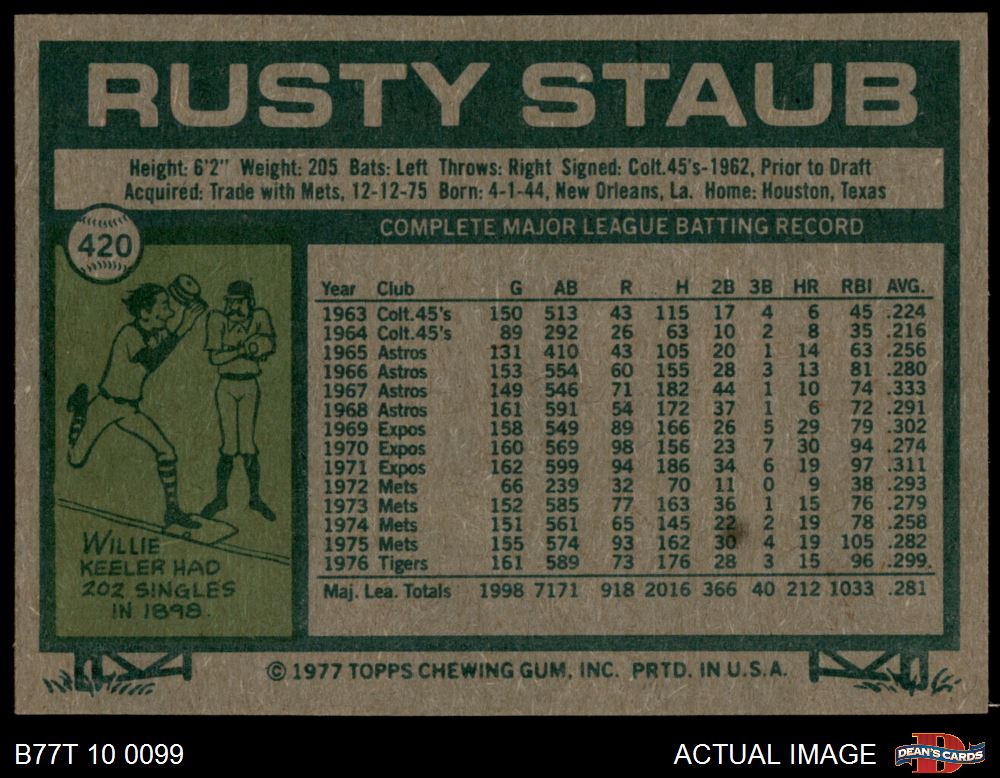 RUSTY STAUB
Height: 6'2" Weight: 205 Bats: Left Throws: Right Signed: Colt.45's-1962, Prior to Draft
Acquired: Trade with Mets, 12-12-75 Born: 4-1-44, New Orleans, La. Home: Houston, Texas
420
COMPLETE MAJOR LEAGUE BATTING RECORD
Year Club G AB R H 2B 3B HR RBI AVG.
1963 Colt.45's 150 513 43 115 17 4 6 45 .224
1964 Colt.45's 89 292 26 63 10 2 8 35 .216
1965 Astros 131 410 43 105 20 1 14 63 .256
1966 Astros 153 554 60 155 28 3 13 81 .280
1967 Astros 149 546 71 182 44 1 10 74 .333
1968 Astros 161 591 54 172 37 1 6 72 .291
1969 Expos 158 549 89 166 26 5 29 79 .302
1970 Expos 160 569 98 156 23 7 30 94 .274
1971 Expos 162 599 94 186 34 6 19 97 .311
1972 Mets 66 239 32 70 11 0 9 38 .293
1973 Mets 152 585 77 163 36 1 15 76 .279
1974 Mets 151 561 65 145 22 2 19 78 .258
1975 Mets 155 574 93 162 30 4 19 105 .282
1976 Tigers 161 589 73 176 28 3 15 96 .299
Maj. Lea. Totals 1998 7171 918 2016 366 40 212 1033 .281
WILLIE
KEELER HAD
202 SINGLES
IN 1898.
© 1977 TOPPS CHEWING GUM, INC. PRTD. IN U.S.A.
B77T 10 0099
ACTUAL IMAGE
DEAN'S CARDS